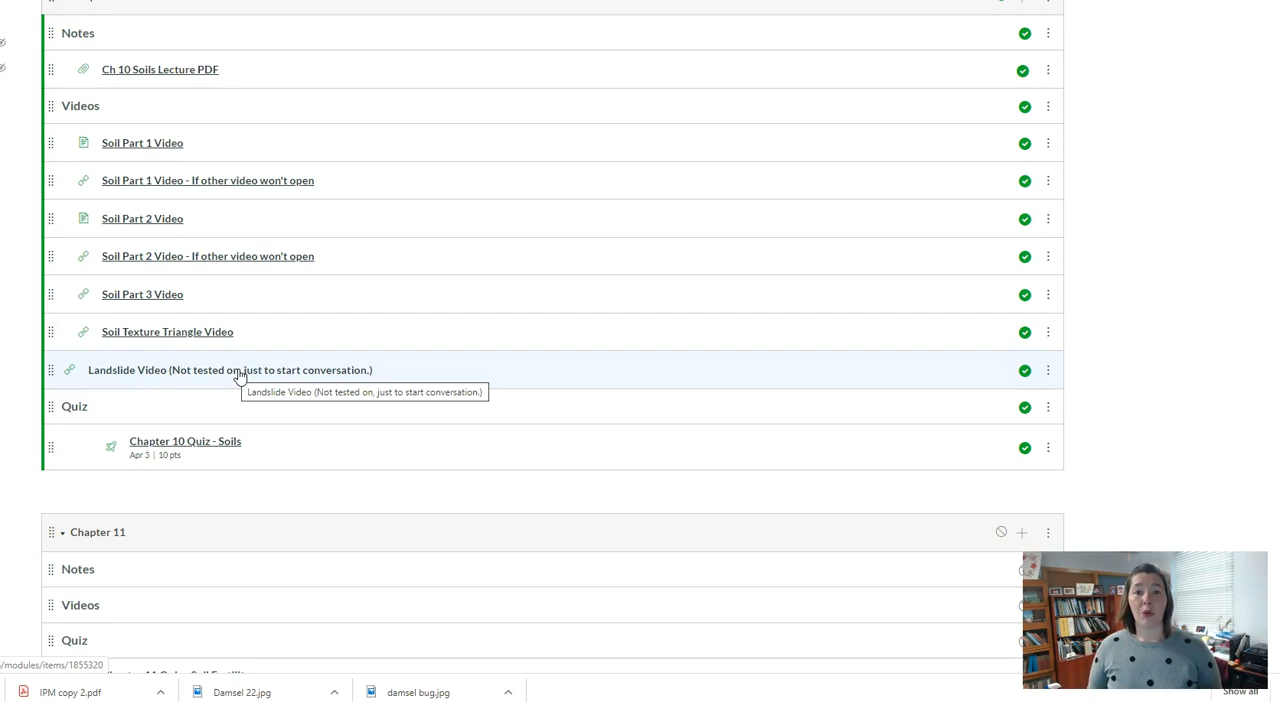 Notes
Ch 10 Soils Lecture PDF
Videos
Soil Part 1 Video
Soil Part 1 Video - If other video won't open
Soil Part 2 Video
Soil Part 2 Video - If other video won't open
Soil Part 3 Video
Soil Texture Triangle Video
Landslide Video (Not tested on, just to start conversation.)
Landslide Video (Not tested on, just to start conversation.)
Quiz
Chapter 10 Quiz - Soils
Apr 3 | 10 pts
Chapter 11
Notes
Videos
Quiz
/modules/items/1855320
IPM copy 2.pdf
Damsel 22.jpg
damsel bug.jpg
Show all